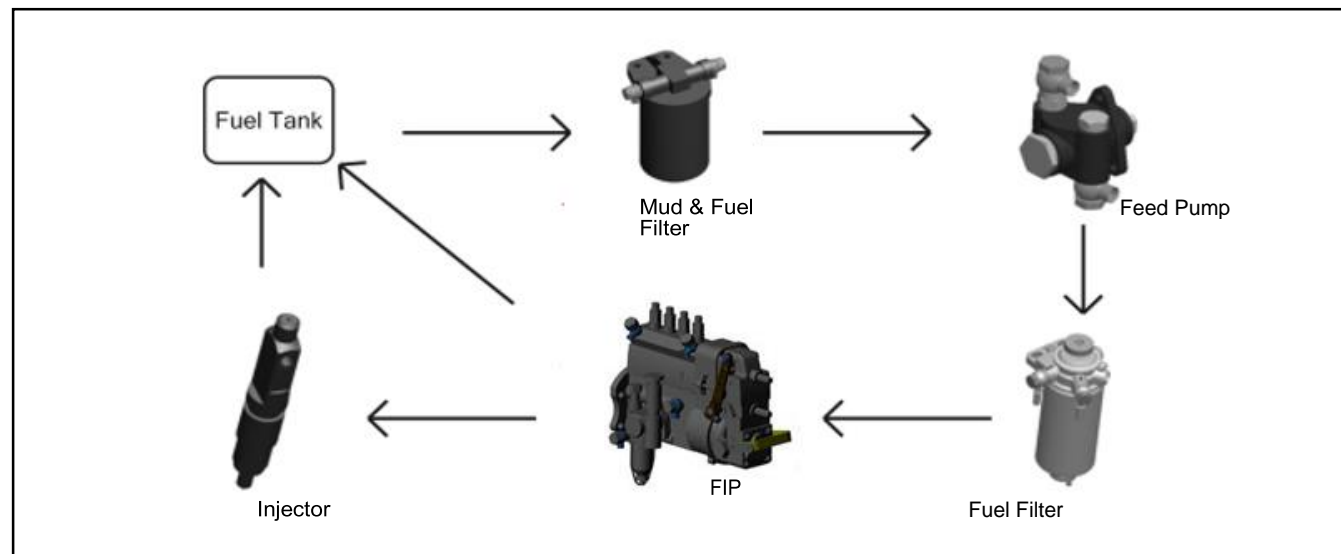 Fuel Tank
Mud & Fuel
Filter
Feed Pump
Injector
FIP
Fuel Filter